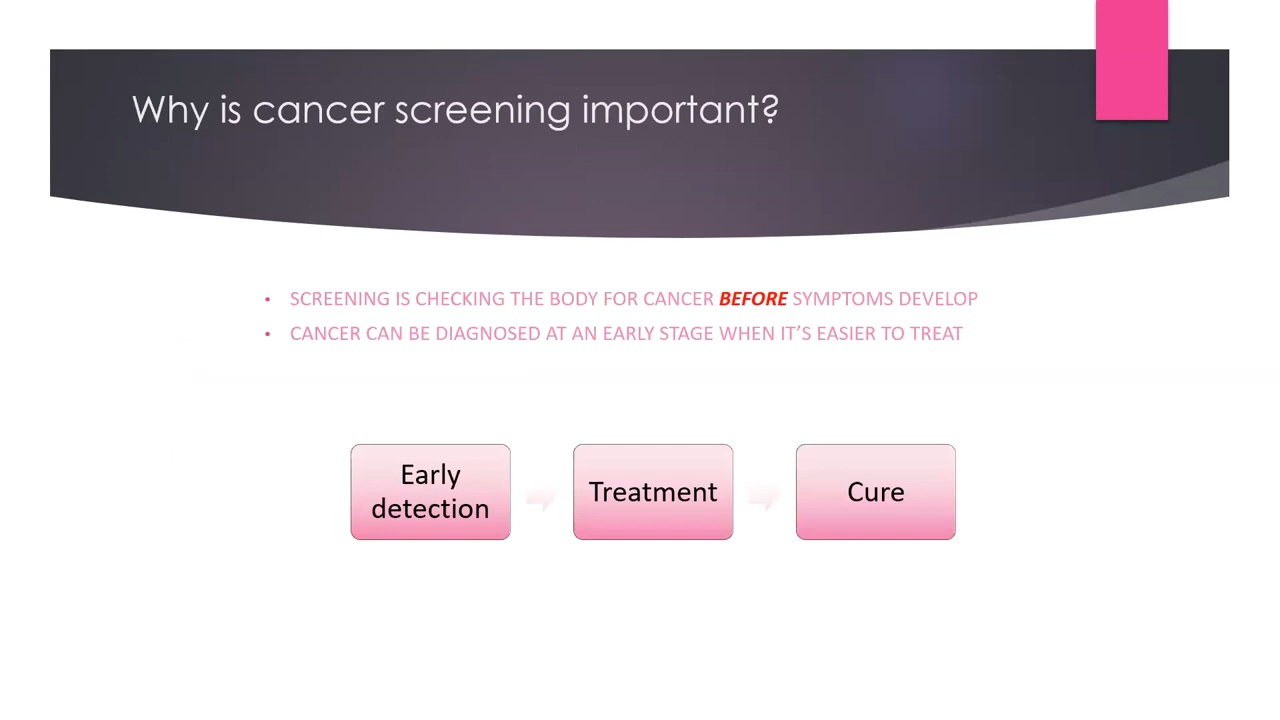 Why is cancer screening important?
• SCREENING IS CHECKING THE BODY FOR CANCER BEFORE SYMPTOMS DEVELOP
• CANCER CAN BE DIAGNOSED AT AN EARLY STAGE WHEN IT’S EASIER TO TREAT
Early
detection
Treatment
Cure